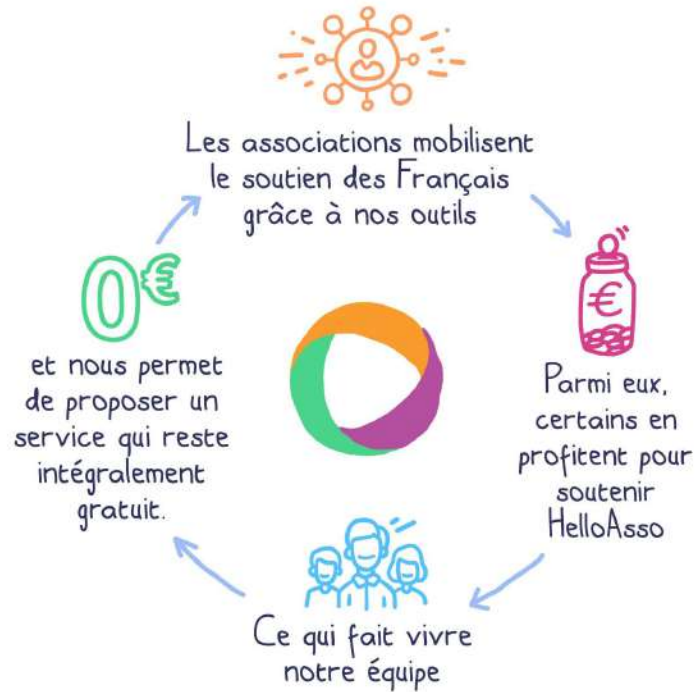 Les associations mobilisent
le soutien des Français
grâce à nos outils
€
Parmi eux,
certains en
profitent pour
soutenir
HelloAsso
Ce qui fait vivre
notre équipe
0€
et nous permet
de proposer un
service qui reste
intégralement
gratuit.